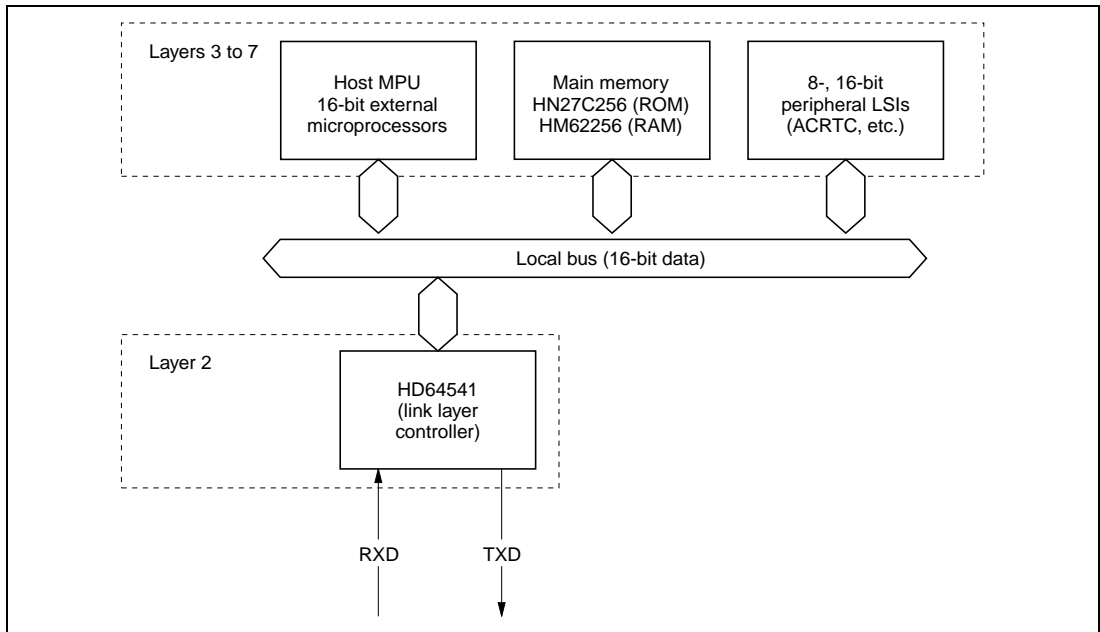 Layers 3 to 7
Host MPU
16-bit external
microprocessors
Main memory
HN27C256 (ROM)
HM62256 (RAM)
8-, 16-bit
peripheral LSIs
(ACRTC, etc.)
Local bus (16-bit data)
Layer 2
HD64541
(link layer
controller)
RXD
TXD